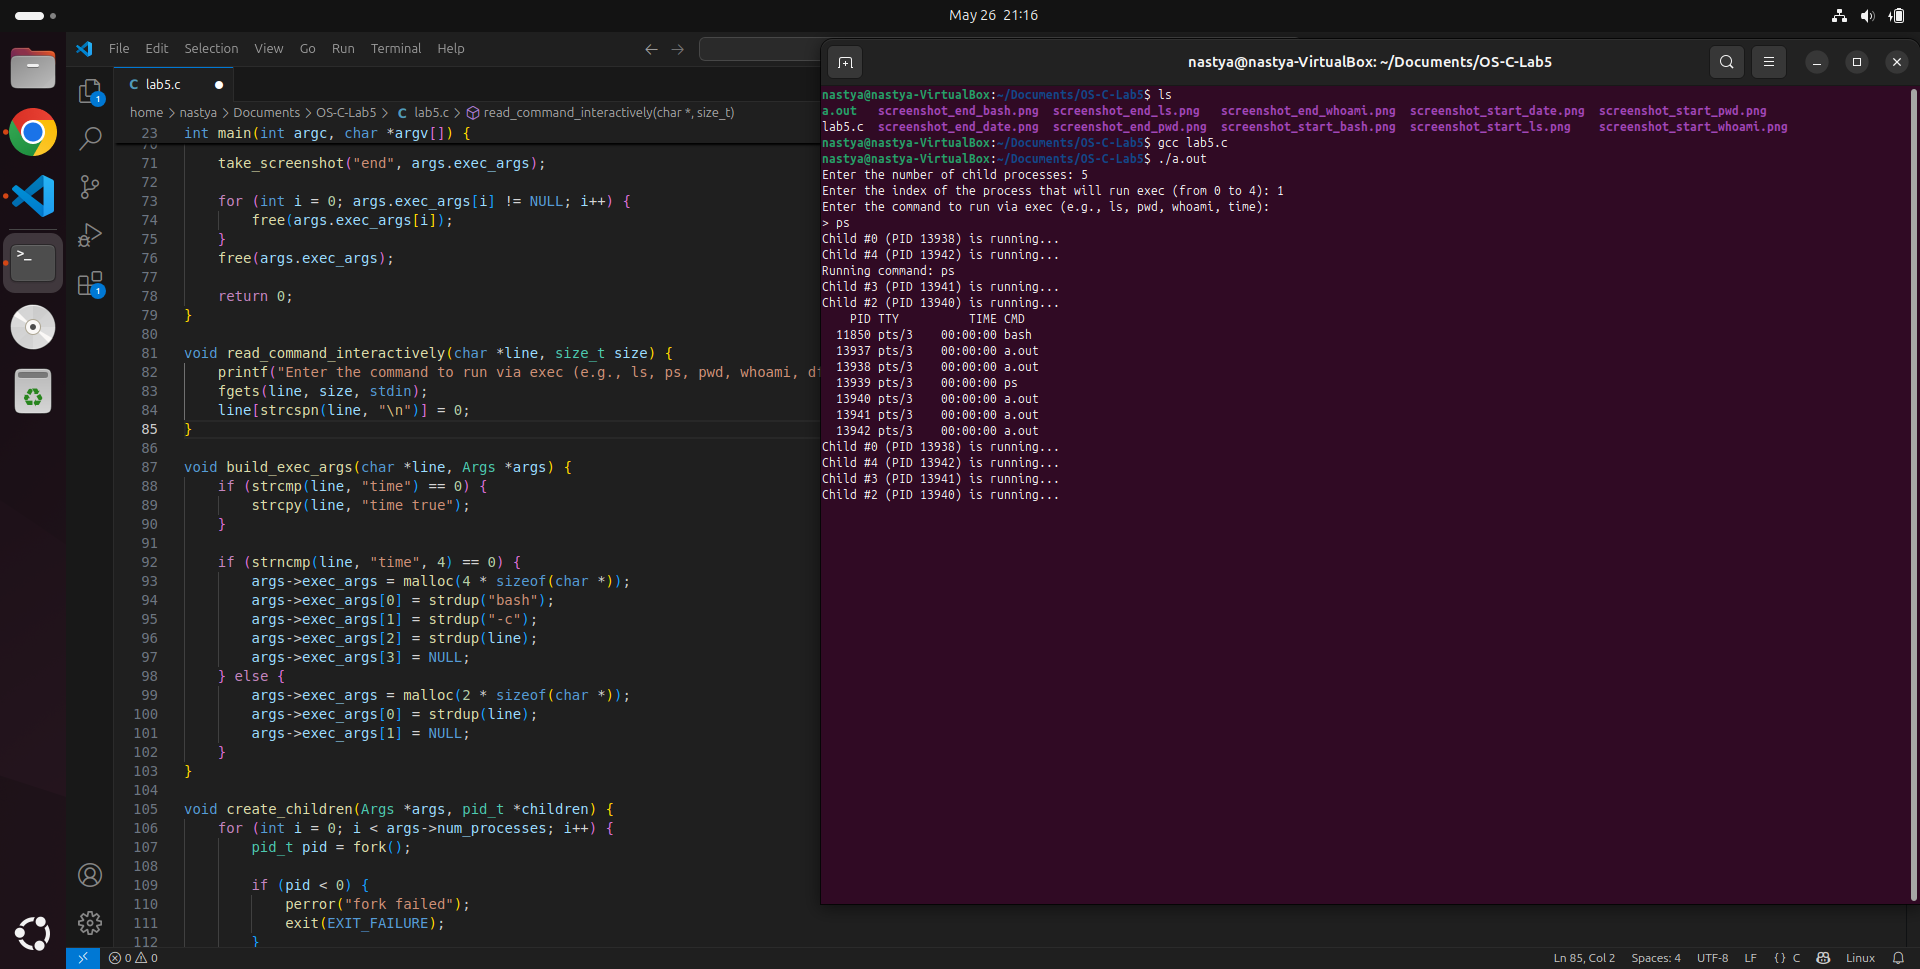 May 26 21:16
File Edit Selection View Go Run Terminal Help
lab5.c
home > nastya > Documents > OS-C-Lab5 > C lab5.c > read_command_interactively(char *, size_t)
23 int main(int argc, char *argv[]) {
70
71 take_screenshot("end", args.exec_args);
72
73 for (int i = 0; args.exec_args[i] != NULL; i++) {
74 free(args.exec_args[i]);
75 }
76 free(args.exec_args);
77
78 return 0;
79 }
80
81 void read_command_interactively(char *line, size_t size) {
82 printf("Enter the command to run via exec (e.g., ls, ps, pwd, whoami, df
83 fgets(line, size, stdin);
84 line[strcspn(line, "\n")] = 0;
85 }
86
87 void build_exec_args(char *line, Args *args) {
88 if (strcmp(line, "time") == 0) {
89 strcpy(line, "time true");
90 }
91
92 if (strncmp(line, "time", 4) == 0) {
93 args->exec_args = malloc(4 * sizeof(char *));
94 args->exec_args[0] = strdup("bash");
95 args->exec_args[1] = strdup("-c");
96 args->exec_args[2] = strdup(line);
97 args->exec_args[3] = NULL;
98 } else {
99 args->exec_args = malloc(2 * sizeof(char *));
100 args->exec_args[0] = strdup(line);
101 args->exec_args[1] = NULL;
102 }
103 }
104
105 void create_children(Args *args, pid_t *children) {
106 for (int i = 0; i < args->num_processes; i++) {
107 pid_t pid = fork();
108
109 if (pid < 0) {
110 perror("fork failed");
111 exit(EXIT_FAILURE);
112 }
nastya@nastya-VirtualBox: ~/Documents/OS-C-Lab5
nastya@nastya-VirtualBox:~/Documents/OS-C-Lab5$ ls
a.out screenshot_end_bash.png screenshot_end_ls.png screenshot_end_whoami.png screenshot_start_date.png screenshot_start_pwd.png
lab5.c screenshot_end_date.png screenshot_end_pwd.png screenshot_start_bash.png screenshot_start_ls.png screenshot_start_whoami.png
nastya@nastya-VirtualBox:~/Documents/OS-C-Lab5$ gcc lab5.c
nastya@nastya-VirtualBox:~/Documents/OS-C-Lab5$ ./a.out
Enter the number of child processes: 5
Enter the index of the process that will run exec (from 0 to 4): 1
Enter the command to run via exec (e.g., ls, pwd, whoami, time):
> ps
Child #0 (PID 13938) is running...
Child #4 (PID 13942) is running...
Running command: ps
Child #3 (PID 13941) is running...
Child #2 (PID 13940) is running...
PID TTY TIME CMD
11850 pts/3 00:00:00 bash
13937 pts/3 00:00:00 a.out
13938 pts/3 00:00:00 a.out
13939 pts/3 00:00:00 ps
13940 pts/3 00:00:00 a.out
13941 pts/3 00:00:00 a.out
13942 pts/3 00:00:00 a.out
Child #0 (PID 13938) is running...
Child #4 (PID 13942) is running...
Child #3 (PID 13941) is running...
Child #2 (PID 13940) is running...
0 0
Ln 85, Col 2 Spaces: 4 UTF-8 LF {} C Linux